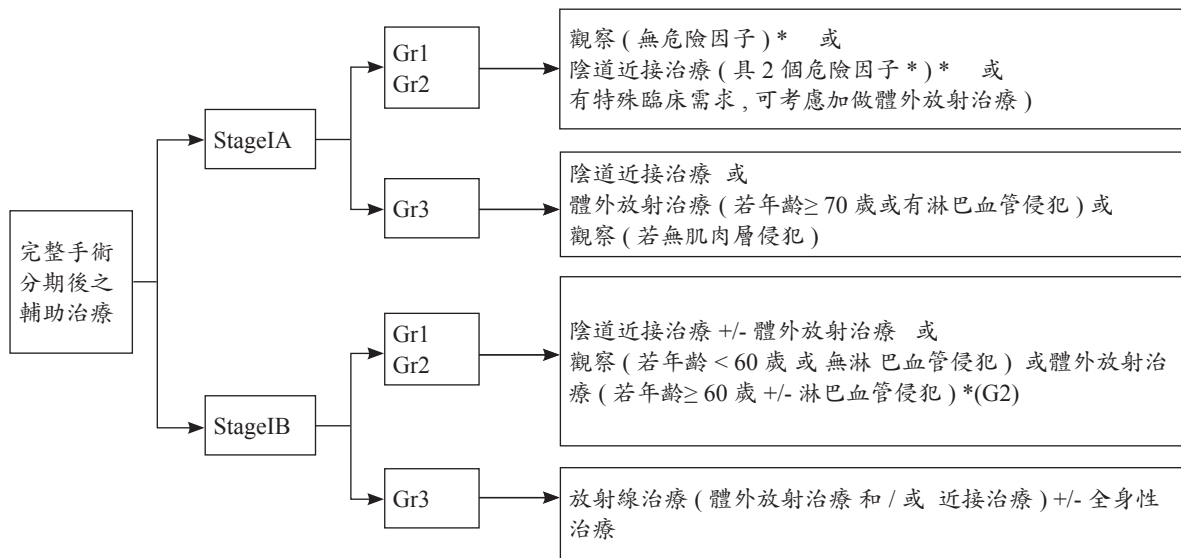 完整手術
分期後之
輔助治療
StageIA
Gr1
Gr2
觀察 ( 無危險因子 ) * 或
陰道近接治療 ( 具 2 個危險因子 * ) * 或
有特殊臨床需求 , 可考慮加做體外放射治療 )
Gr3
陰道近接治療 或
體外放射治療 ( 若年齡≥ 70 歲或有淋巴血管侵犯 ) 或
觀察 ( 若無肌肉層侵犯 )
StageIB
Gr1
Gr2
陰道近接治療 +/- 體外放射治療 或
觀察 ( 若年齡 < 60 歲 或 無淋 巴血管侵犯 ) 或體外放射治
療 ( 若年齡≥ 60 歲 +/- 淋巴血管侵犯 ) *(G2)
Gr3
放射線治療 ( 體外放射治療 和 / 或 近接治療 ) +/- 全身性
治療